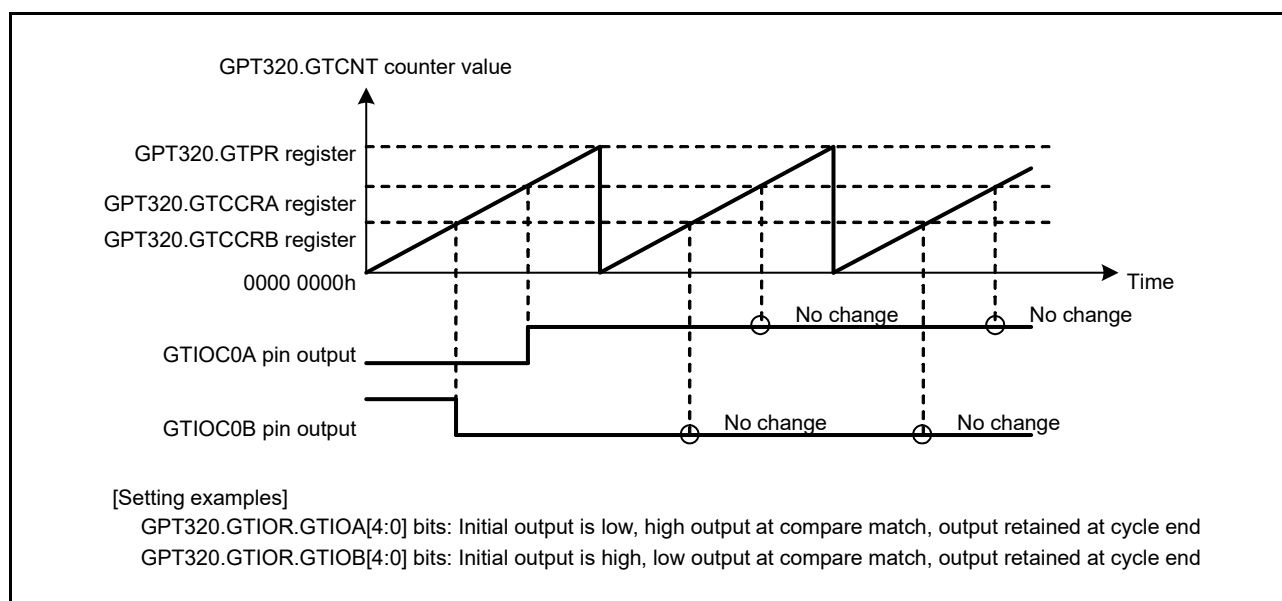 GPT320.GTCNT counter value
GPT320.GTPR register
GPT320.GTCCRA register
GPT320.GTCCRB register
0000 0000h
Time
No change
No change
GTIOC0A pin output
No change
No change
GTIOC0B pin output
[Setting examples]
GPT320.GTIOR.GTIOA[4:0] bits: Initial output is low, high output at compare match, output retained at cycle end
GPT320.GTIOR.GTIOB[4:0] bits: Initial output is high, low output at compare match, output retained at cycle end